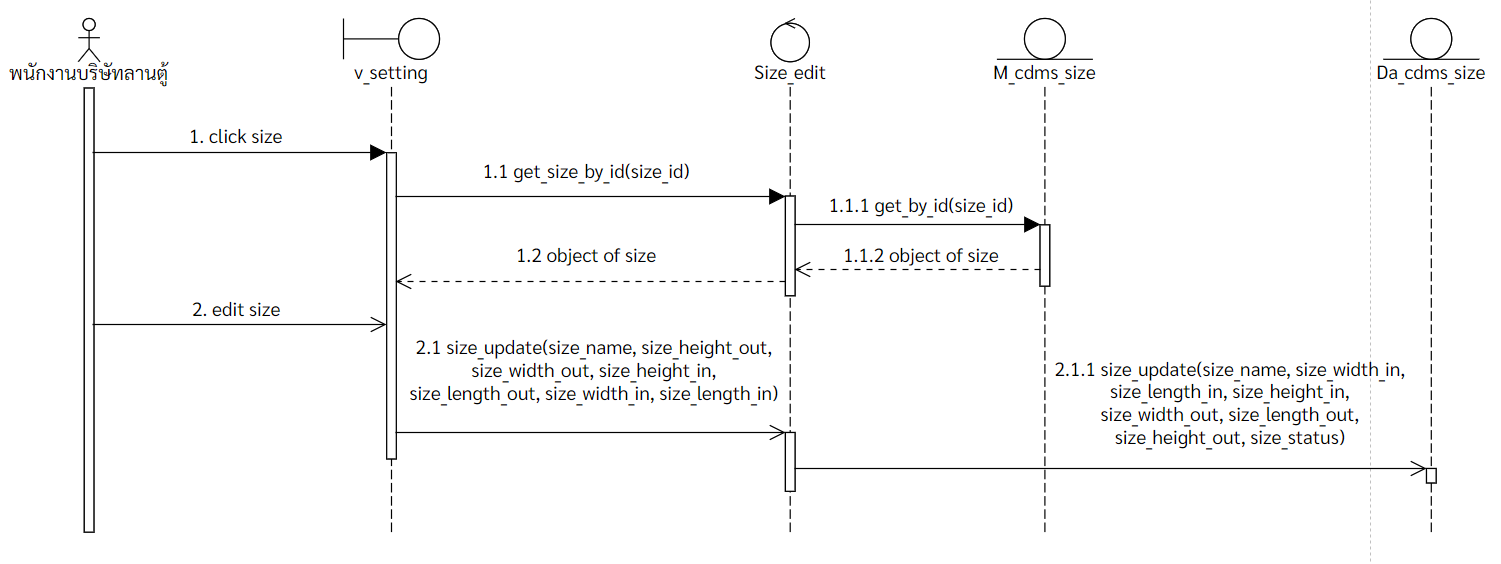 พนักงานบริษัทลานตู้
v_setting
Size_edit
M_cdms_size
Da_cdms_size
1. click size
1.1 get_size_by_id(size_id)
1.1.1 get_by_id(size_id)
1.2 object of size
1.1.2 object of size
2. edit size
2.1 size_update(size_name, size_height_out,
size_width_out, size_height_in,
size_length_out, size_width_in, size_length_in)
2.1.1 size_update(size_name, size_width_in,
size_length_in, size_height_in,
size_width_out, size_length_out,
size_height_out, size_status)